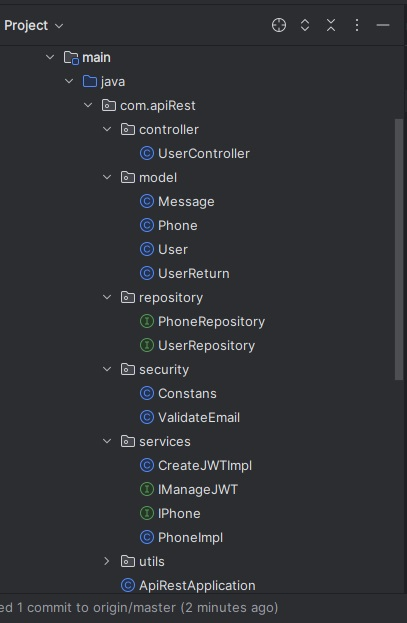 Project
main
java
com.apiRest
controller
UserController
model
Message
Phone
User
UserReturn
repository
PhoneRepository
UserRepository
security
Constans
ValidateEmail
services
CreateJWTImpl
IManageJWT
IPhone
PhoneImpl
utils
ApiRestApplication
ed 1 commit to origin/master (2 minutes ago)